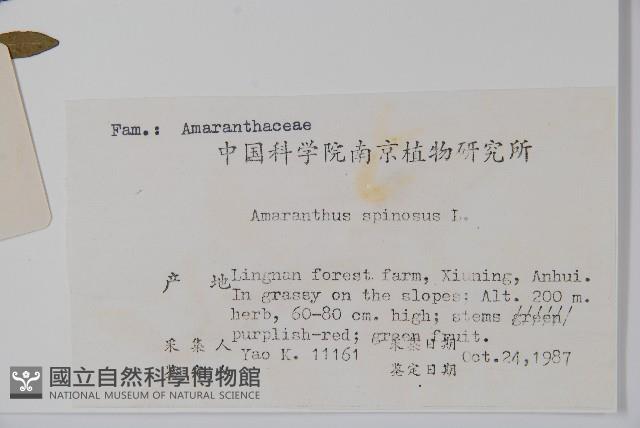 Fam.: Amaranthaceae
中国科学院南京植物研究所
Amaranthus spinosus L.
产 地 Lingnan forest farm, Xiuning, Anhui.
In grassy on the slopes: Alt. 200 m.
herb, 60-80 cm. high; stems green
purplish-red; green fruit.
采集人 Yao K. 11161 采集日期 Oct.24,1987
鉴定日期
國立自然科學博物館
NATIONAL MUSEUM OF NATURAL SCIENCE